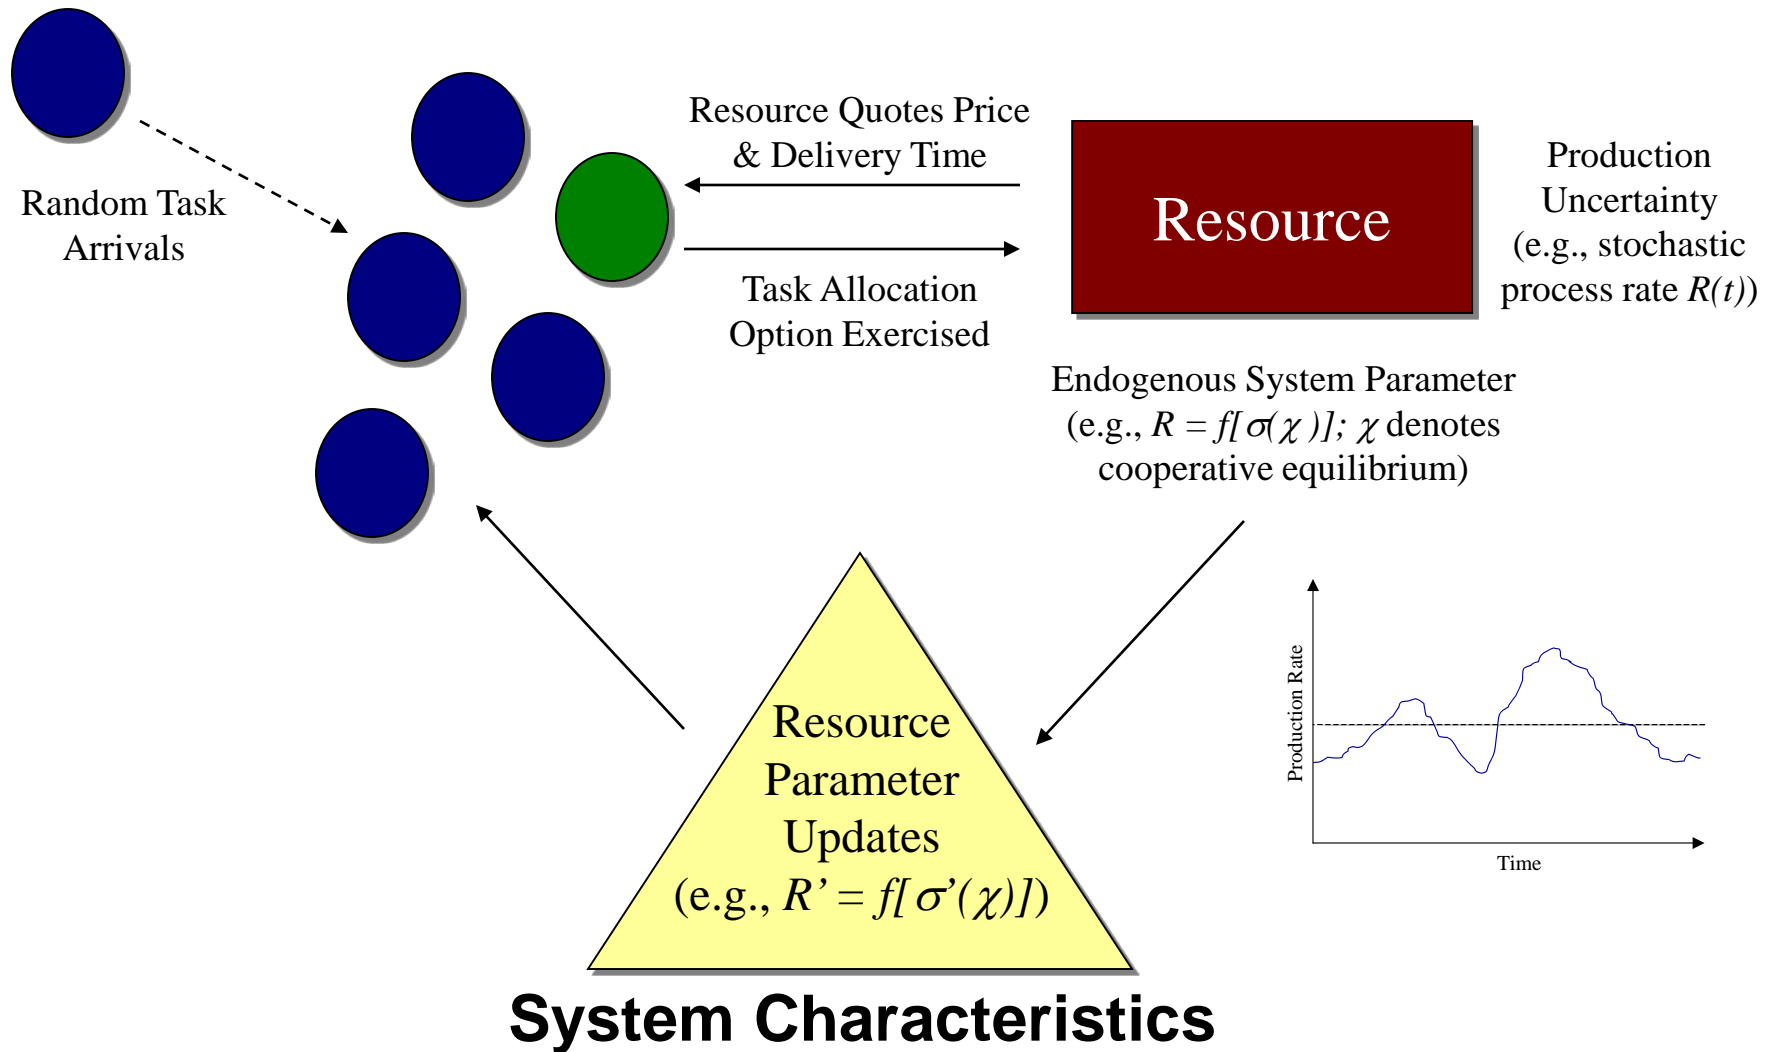 Random Task
Arrivals
Resource Quotes Price
& Delivery Time
Task Allocation
Option Exercised
Resource
Production
Uncertainty
(e.g., stochastic
process rate R(t))
Endogenous System Parameter
(e.g., R = f[σ(χ)]; χ denotes
cooperative equilibrium)
Resource
Parameter
Updates
(e.g., R’ = f[σ’(χ)])
Production Rate
Time
System Characteristics